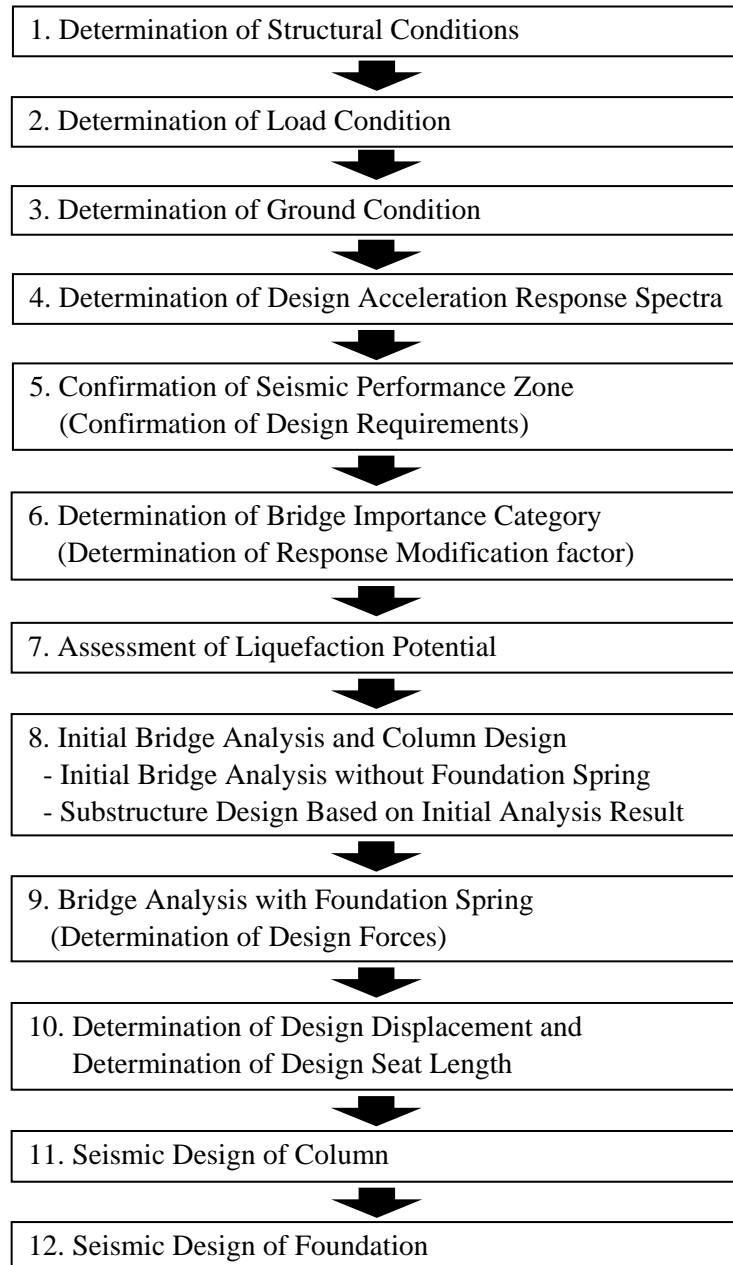 1. Determination of Structural Conditions
2. Determination of Load Condition
3. Determination of Ground Condition
4. Determination of Design Acceleration Response Spectra
5. Confirmation of Seismic Performance Zone
(Confirmation of Design Requirements)
6. Determination of Bridge Importance Category
(Determination of Response Modification factor)
7. Assessment of Liquefaction Potential
8. Initial Bridge Analysis and Column Design
- Initial Bridge Analysis without Foundation Spring
- Substructure Design Based on Initial Analysis Result
9. Bridge Analysis with Foundation Spring
(Determination of Design Forces)
10. Determination of Design Displacement and
Determination of Design Seat Length
11. Seismic Design of Column
12. Seismic Design of Foundation